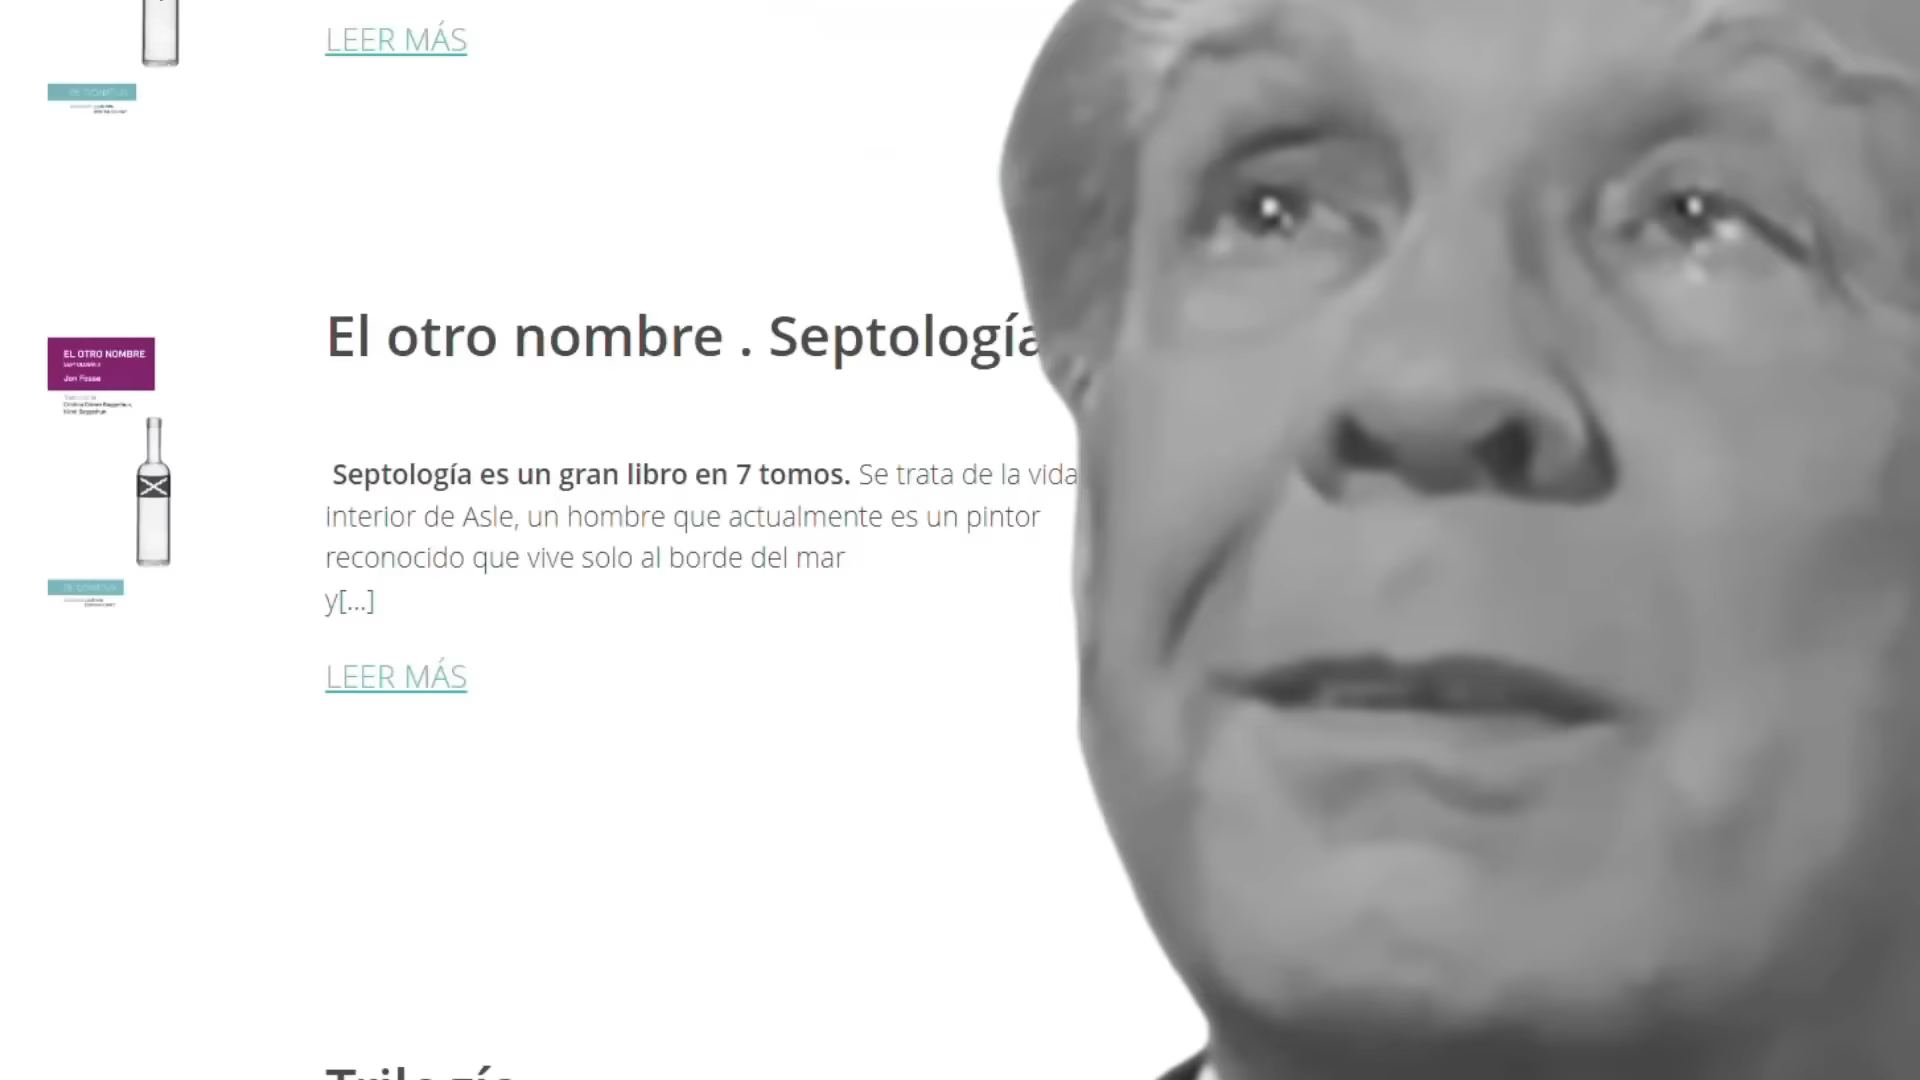 LEER MÁS
El otro nombre . Septología
EL OTRO NOMBRE
Jon Fosse
Septología es un gran libro en 7 tomos. Se trata de la vida
interior de Asle, un hombre que actualmente es un pintor
reconocido que vive solo al borde del mar
y[...]
LEER MÁS
Trilogía